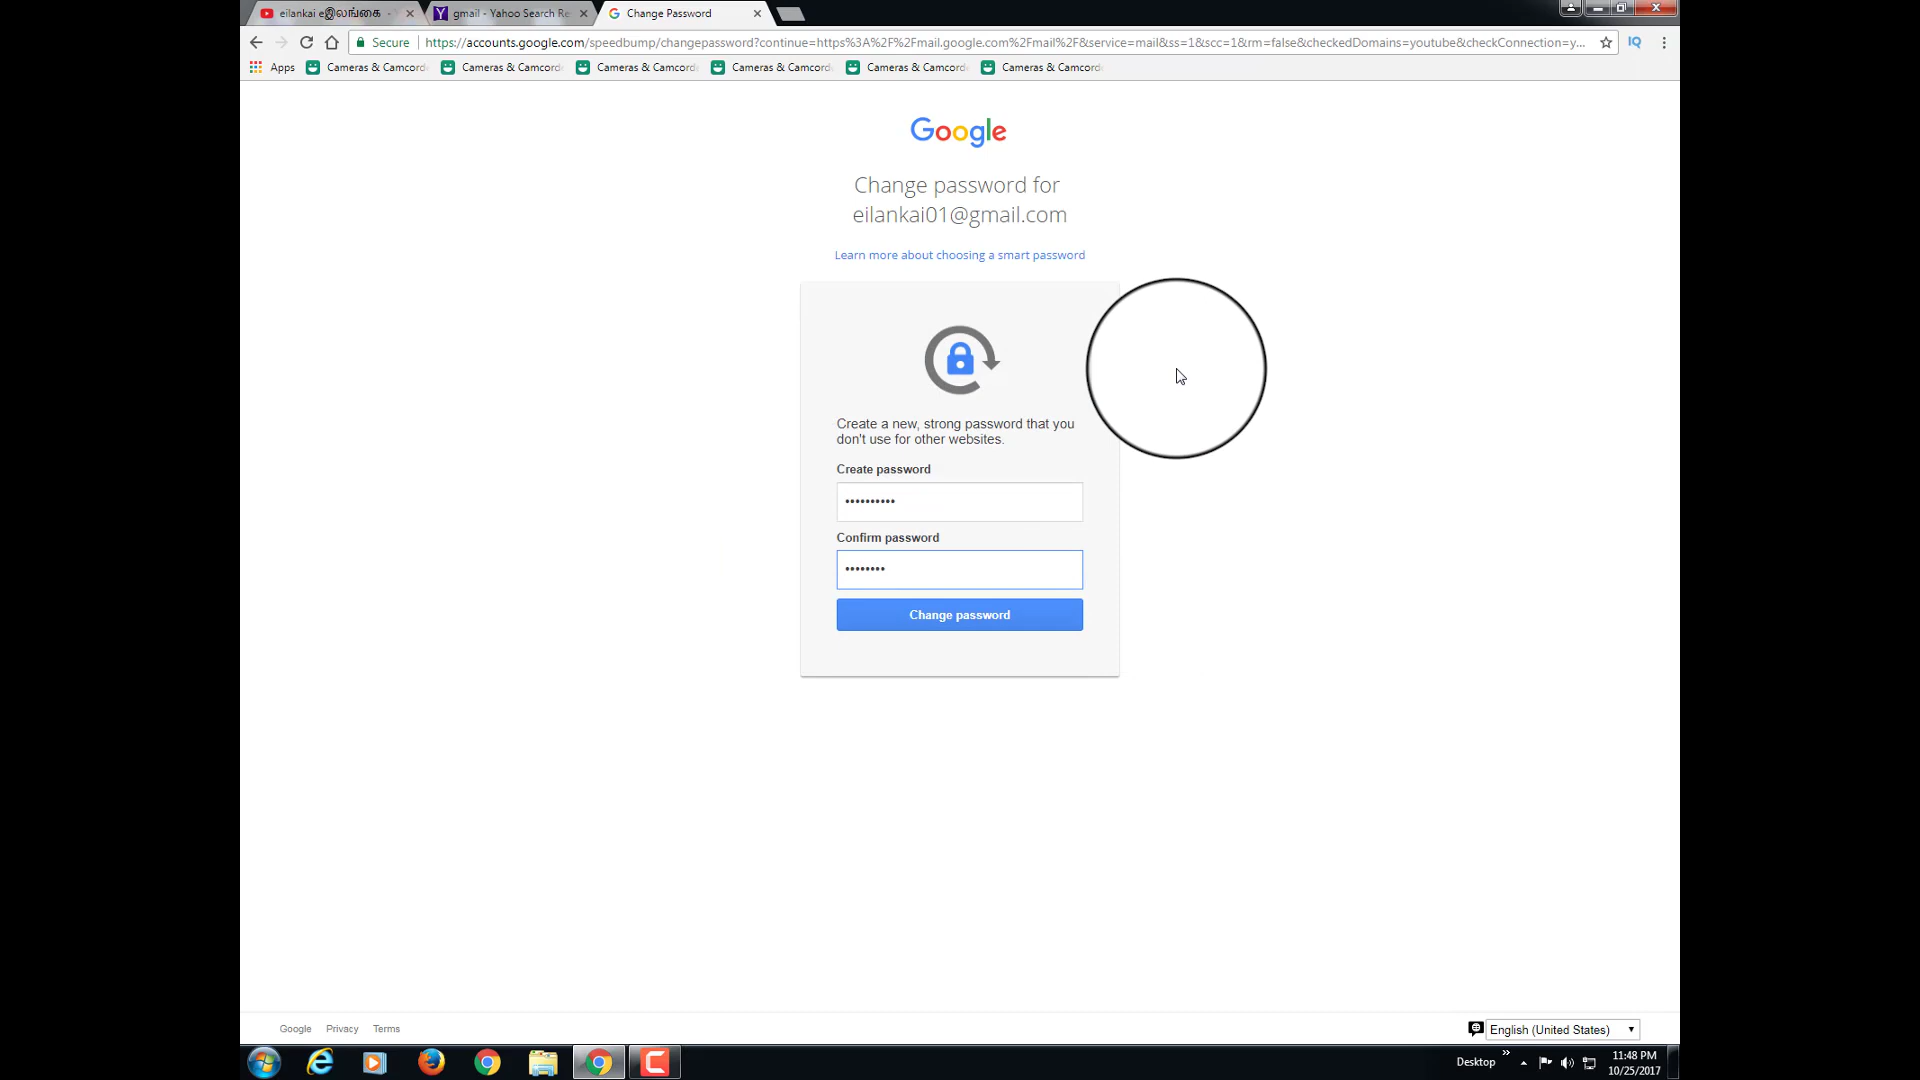 eilankai eஇலங்கை -
gmail - Yahoo Search Re
Change Password
Secure
https://accounts.google.com/speedbump/changepassword?continue=https%3A%2F%2Fmail.google.com%2Fmail%2F&service=mail&ss=1&scc=1&rm=false&checkedDomains=youtube&checkConnection=y...
Apps
Cameras & Camcord
Cameras & Camcord
Cameras & Camcord
Cameras & Camcord
Cameras & Camcord
Cameras & Camcord
Google
Change password for
eilankai01@gmail.com
Learn more about choosing a smart password
Create a new, strong password that you
don't use for other websites.
Create password
••••••••••
Confirm password
••••••••
Change password
Google Privacy Terms
English (United States)
Desktop
11:48 PM
10/25/2017